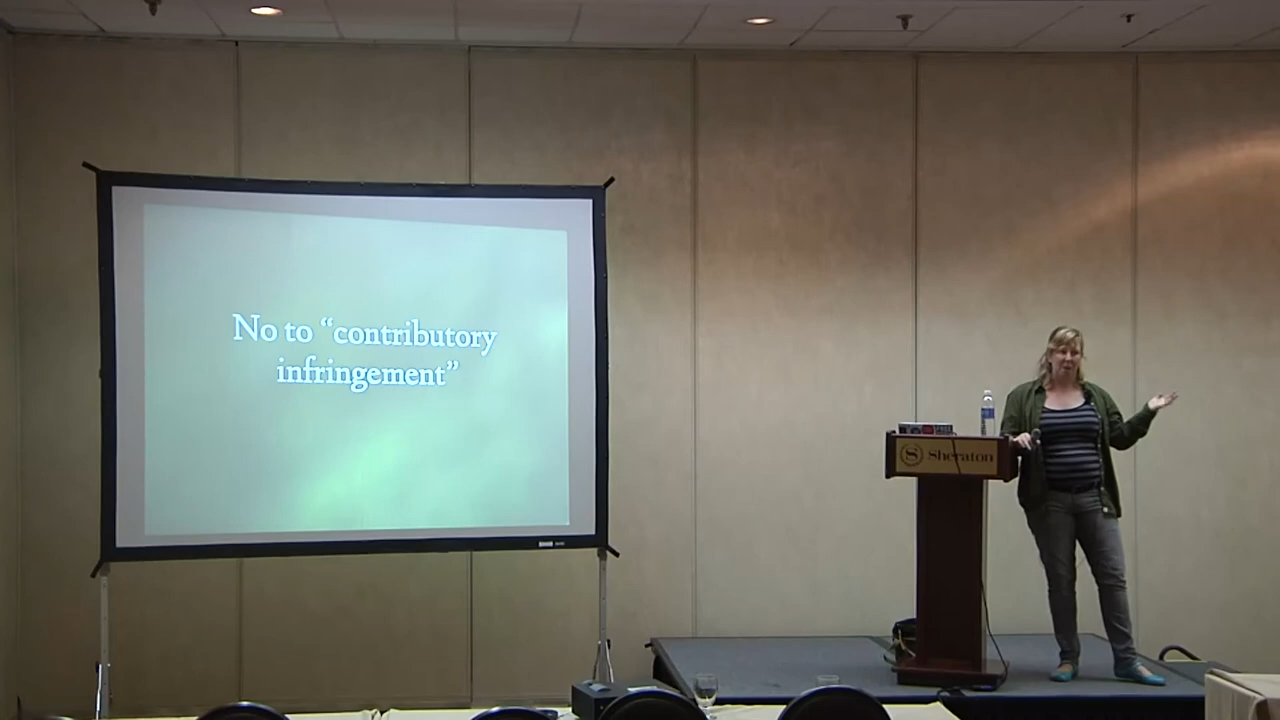 No to “contributory
infringement”
Sheraton